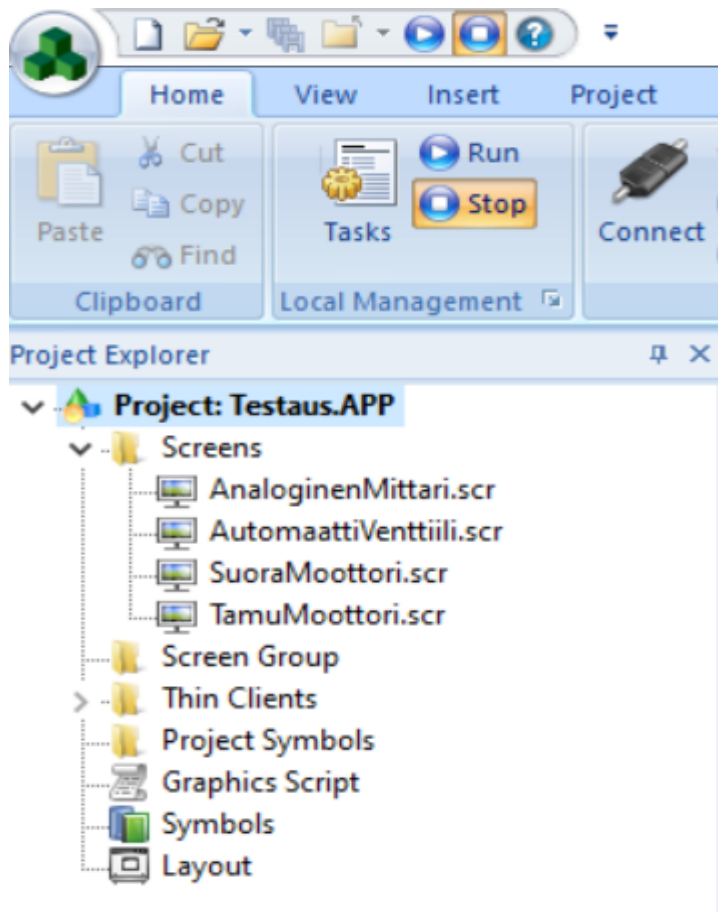 Home View Insert Project
Paste
Cut
Copy
Find
Clipboard
Tasks
Run
Stop
Local Management
Connect
Project Explorer
Project: Testaus.APP
Screens
AnaloginenMittari.scr
AutomaattiVenttiili.scr
SuoraMoottori.scr
TamuMoottori.scr
Screen Group
Thin Clients
Project Symbols
Graphics Script
Symbols
Layout